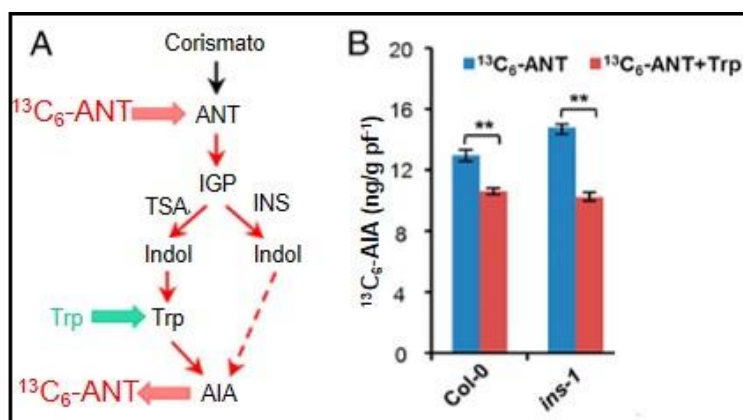 A
Corismato
¹³C₆-ANT
ANT
IGP
TSA
INS
Indol
Indol
Trp
Trp
¹³C₆-ANT
AIA
B
¹³C₆-ANT
¹³C₆-ANT+Trp
**
**
¹³C₆-AIA (ng/g pf⁻¹)
20
16
12
8
4
0
Col-0
ins-1